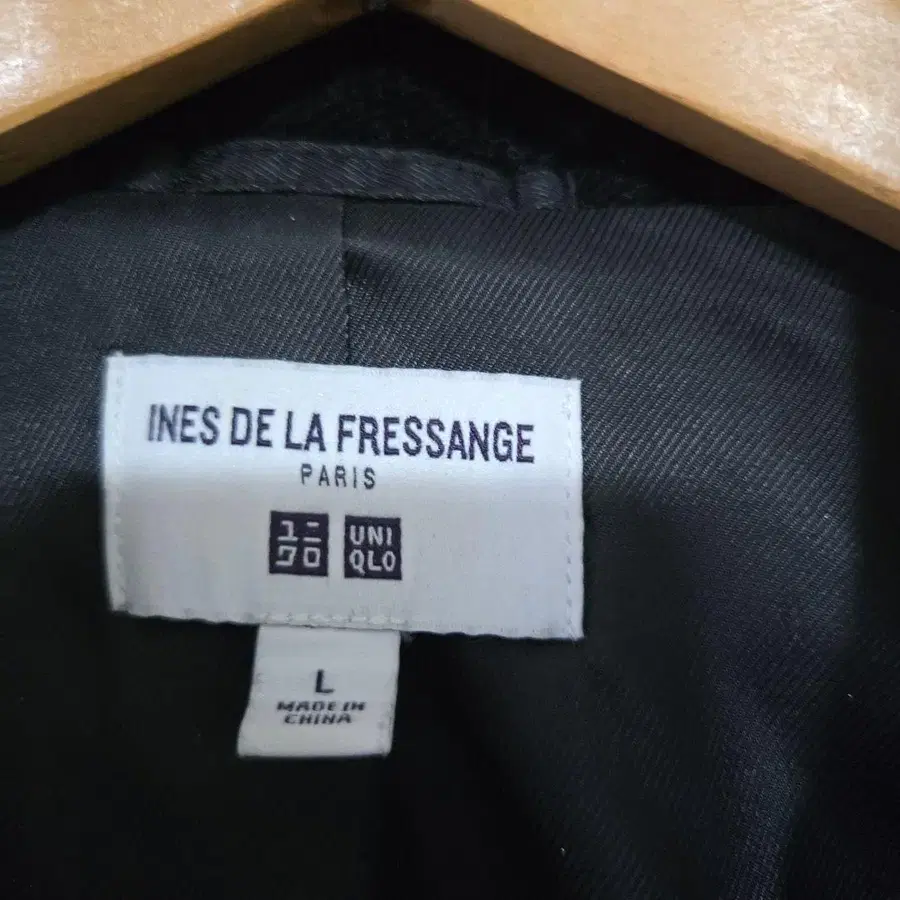 INES DE LA FRESSANGE
PARIS
ユニ UNI
クロ QLO
L
MADE IN
CHINA